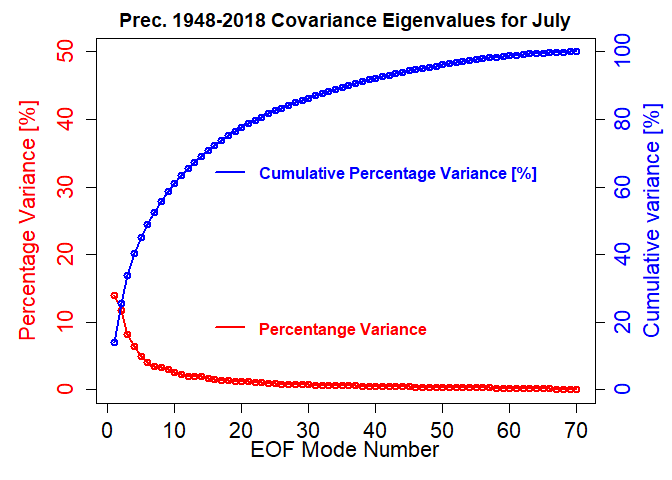 Prec. 1948-2018 Covariance Eigenvalues for July
Percentage Variance [%]
50
40
30
20
10
0
Cumulative Percentage Variance [%]
Percentange Variance
100
80
60
40
20
0
Cumulative variance [%]
0 10 20 30 40 50 60 70
EOF Mode Number